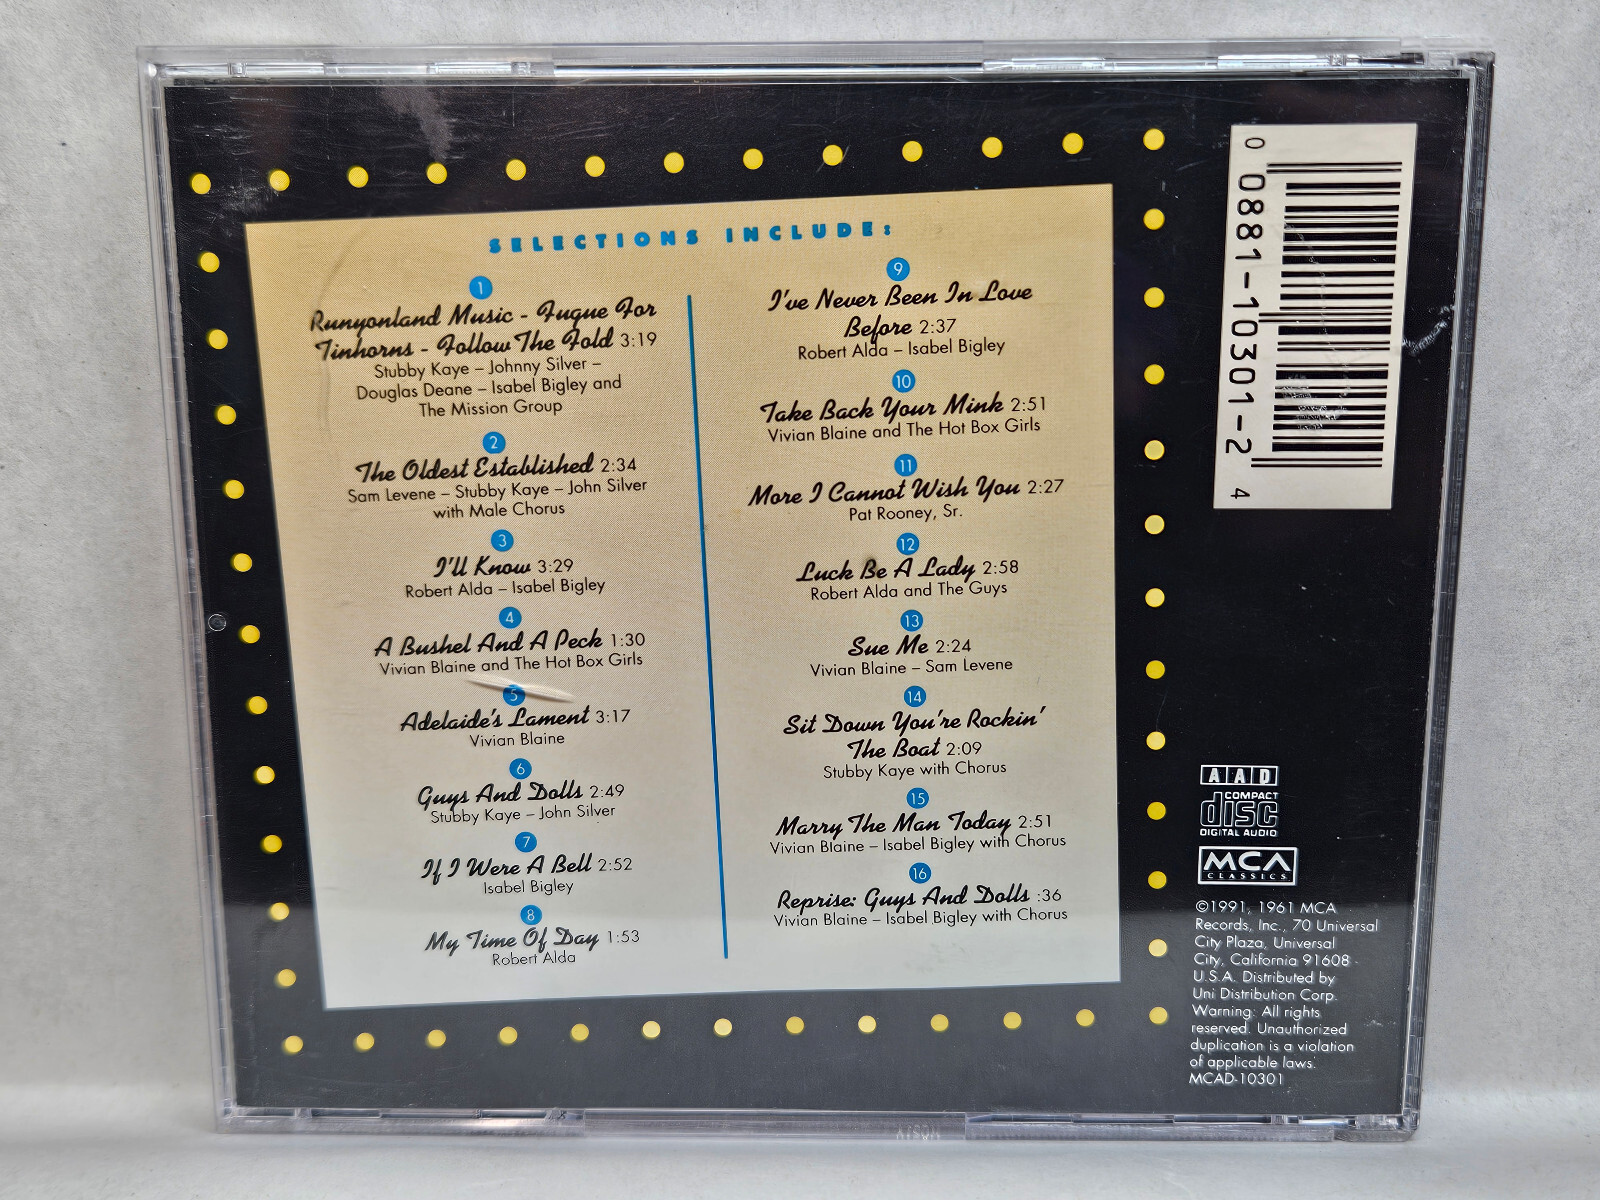 SELECTIONS INCLUDE:
1
Runyonland Music - Fugue For
Tinhorns - Follow The Fold 3:19
Stubby Kaye – Johnny Silver –
Douglas Deane – Isabel Bigley and
The Mission Group
2
The Oldest Established 2:34
Sam Levene – Stubby Kaye – John Silver
with Male Chorus
3
I'll Know 3:29
Robert Alda – Isabel Bigley
4
A Bushel And A Peck 1:30
Vivian Blaine and The Hot Box Girls
5
Adelaide's Lament 3:17
Vivian Blaine
6
Guys And Dolls 2:49
Stubby Kaye – John Silver
7
If I Were A Bell 2:52
Isabel Bigley
8
My Time Of Day 1:53
Robert Alda
9
I've Never Been In Love
Before 2:37
Robert Alda – Isabel Bigley
10
Take Back Your Mink 2:51
Vivian Blaine and The Hot Box Girls
11
More I Cannot Wish You 2:27
Pat Rooney, Sr.
12
Luck Be A Lady 2:58
Robert Alda and The Guys
13
Sue Me 2:24
Vivian Blaine – Sam Levene
14
Sit Down You're Rockin'
The Boat 2:09
Stubby Kaye with Chorus
15
Marry The Man Today 2:51
Vivian Blaine – Isabel Bigley with Chorus
16
Reprise: Guys And Dolls :36
Vivian Blaine – Isabel Bigley with Chorus
0 0881-10301-2 4
AAD
COMPACT
disc
DIGITAL AUDIO
MCA
CLASSICS
©1991, 1961 MCA
Records, Inc., 70 Universal
City Plaza, Universal
City, California 91608 -
U.S.A. Distributed by
Uni Distribution Corp.
Warning: All rights
reserved. Unauthorized
duplication is a violation
of applicable laws.
MCAD-10301